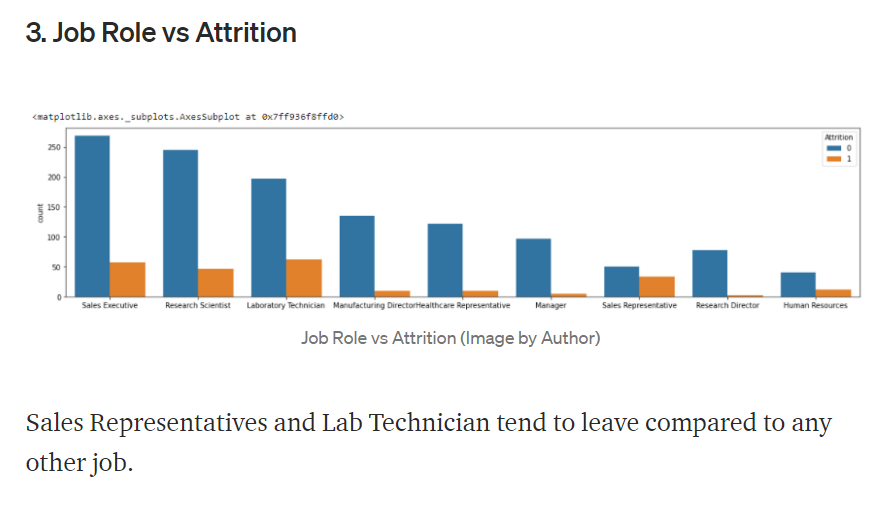 3. Job Role vs Attrition
<matplotlib.axes._subplots.AxesSubplot at 0x7ff936f8ffd0>
Attrition
0
1
250
200
150
100
50
0
count
Sales Executive Research Scientist Laboratory Technician Manufacturing Director Healthcare Representative Manager Sales Representative Research Director Human Resources
Job Role vs Attrition (Image by Author)
Sales Representatives and Lab Technician tend to leave compared to any
other job.